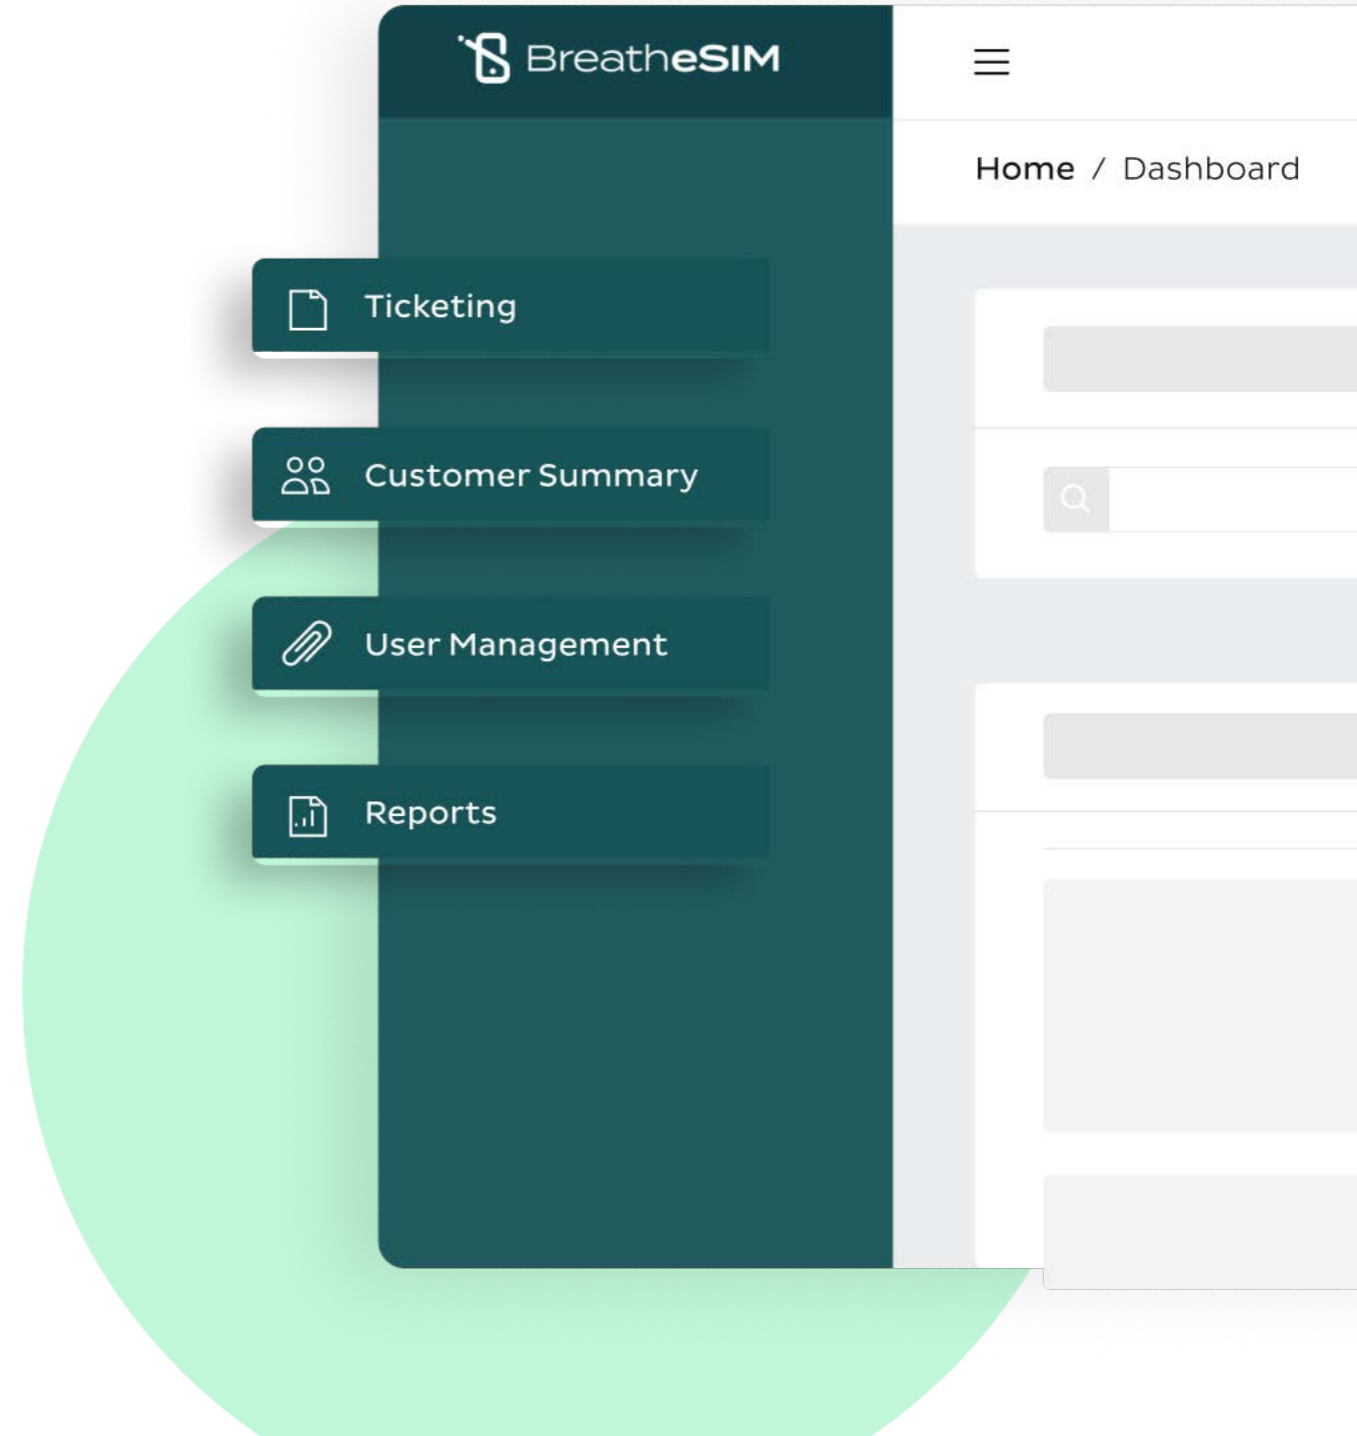 BreatheSIM
Home / Dashboard
Ticketing
Customer Summary
User Management
Reports